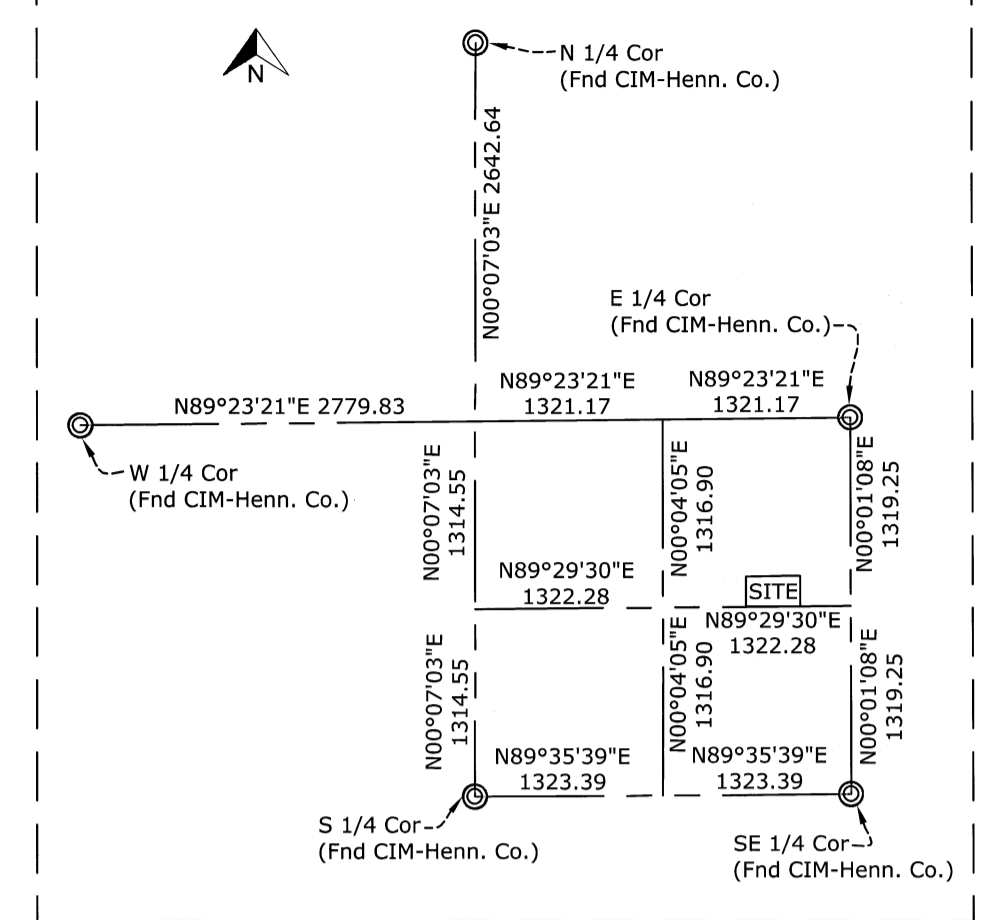 N 1/4 Cor
(Fnd CIM-Henn. Co.)
N
N00°07'03"E 2642.64
E 1/4 Cor
(Fnd CIM-Henn. Co.)
N89°23'21"E
1321.17
N89°23'21"E
1321.17
N89°23'21"E 2779.83
W 1/4 Cor
(Fnd CIM-Henn. Co.)
N00°07'03"E
1314.55
N00°04'05"E
1316.90
N00°01'08"E
1319.25
N89°29'30"E
1322.28
SITE
N89°29'30"E
1322.28
N00°07'03"E
1314.55
N00°04'05"E
1316.90
N00°01'08"E
1319.25
N89°35'39"E
1323.39
N89°35'39"E
1323.39
S 1/4 Cor
(Fnd CIM-Henn. Co.)
SE 1/4 Cor
(Fnd CIM-Henn. Co.)